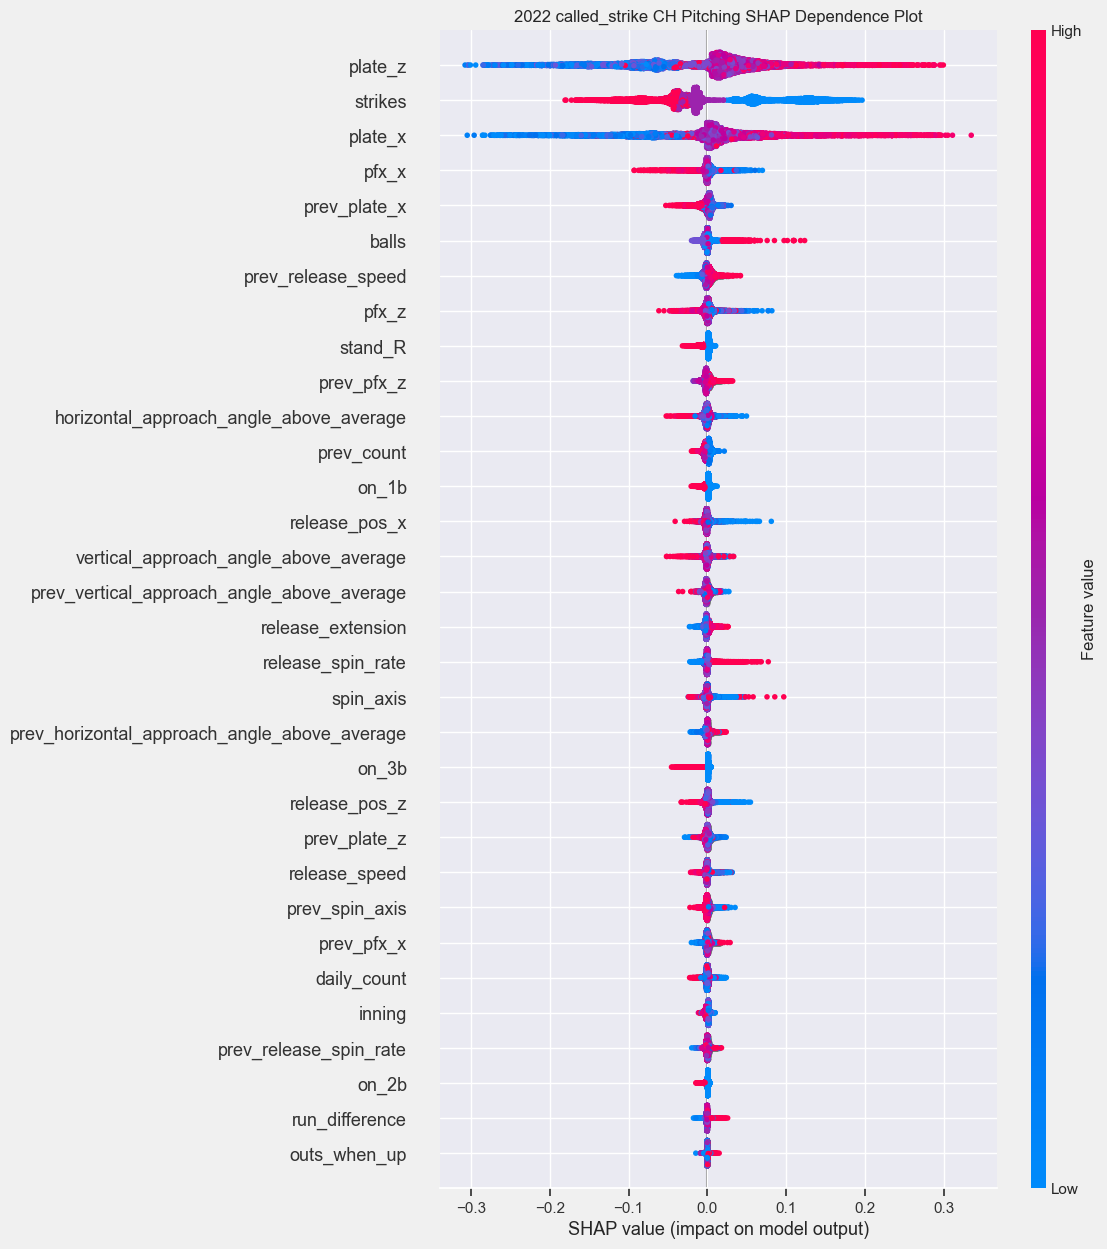 2022 called_strike CH Pitching SHAP Dependence Plot
High
plate_z
strikes
plate_x
pfx_x
prev_plate_x
balls
prev_release_speed
pfx_z
stand_R
prev_pfx_z
horizontal_approach_angle_above_average
prev_count
on_1b
release_pos_x
vertical_approach_angle_above_average
prev_vertical_approach_angle_above_average
release_extension
release_spin_rate
spin_axis
prev_horizontal_approach_angle_above_average
on_3b
release_pos_z
prev_plate_z
release_speed
prev_spin_axis
prev_pfx_x
daily_count
inning
prev_release_spin_rate
on_2b
run_difference
outs_when_up
Feature value
Low
−0.3 −0.2 −0.1 0.0 0.1 0.2 0.3
SHAP value (impact on model output)